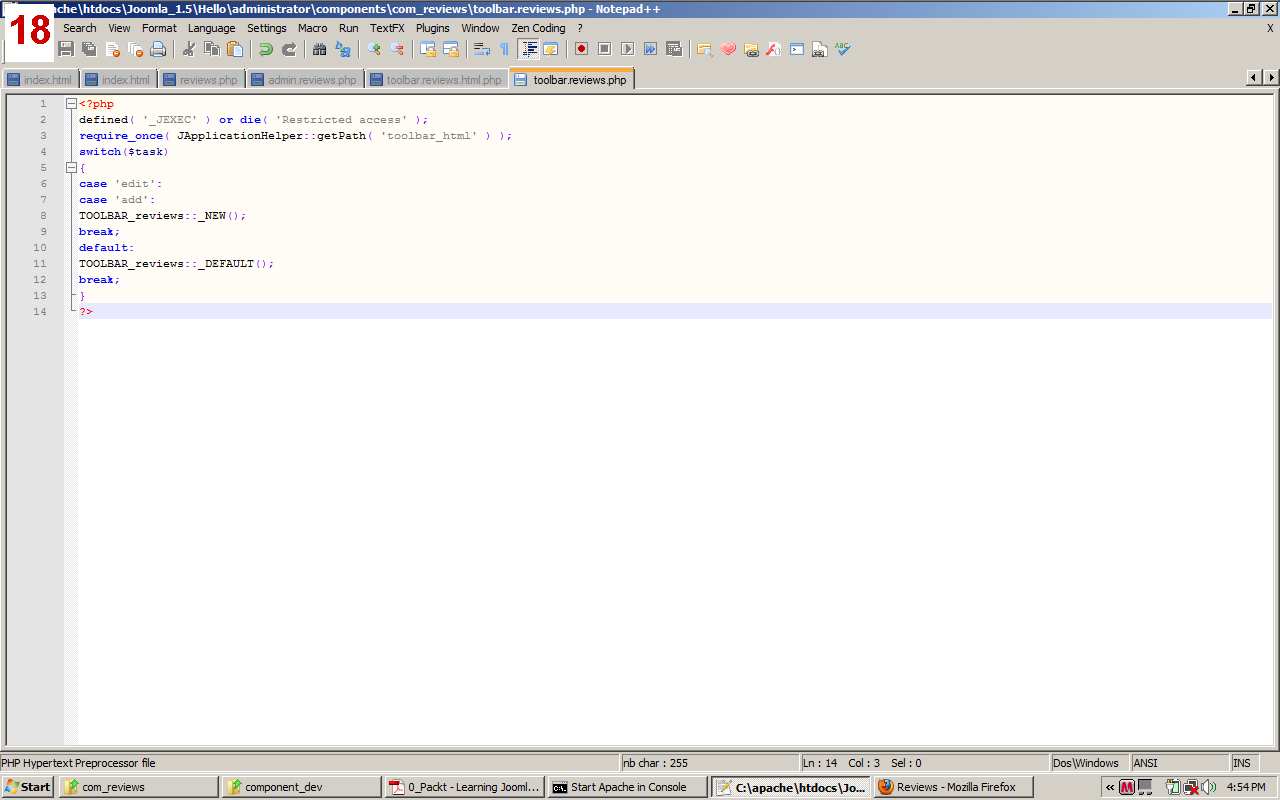 18
pache\htdocs\Joomla_1.5\Hello\administrator\components\com_reviews\toolbar.reviews.php - Notepad++
Search View Format Language Settings Macro Run TextFX Plugins Window Zen Coding ? X
index.html index.html reviews.php admin.reviews.php toolbar.reviews.html.php toolbar.reviews.php
1 <?php
2 defined( '_JEXEC' ) or die( 'Restricted access' );
3 require_once( JApplicationHelper::getPath( 'toolbar_html' ) );
4 switch($task)
5 {
6 case 'edit':
7 case 'add':
8 TOOLBAR_reviews::_NEW();
9 break;
10 default:
11 TOOLBAR_reviews::_DEFAULT();
12 break;
13 }
14 ?>
PHP Hypertext Preprocessor file nb char : 255 Ln : 14 Col : 3 Sel : 0 Dos\Windows ANSI INS
Start com_reviews component_dev 0_Packt - Learning Jooml... Start Apache in Console C:\apache\htdocs\Jo... Reviews - Mozilla Firefox « M 4:54 PM